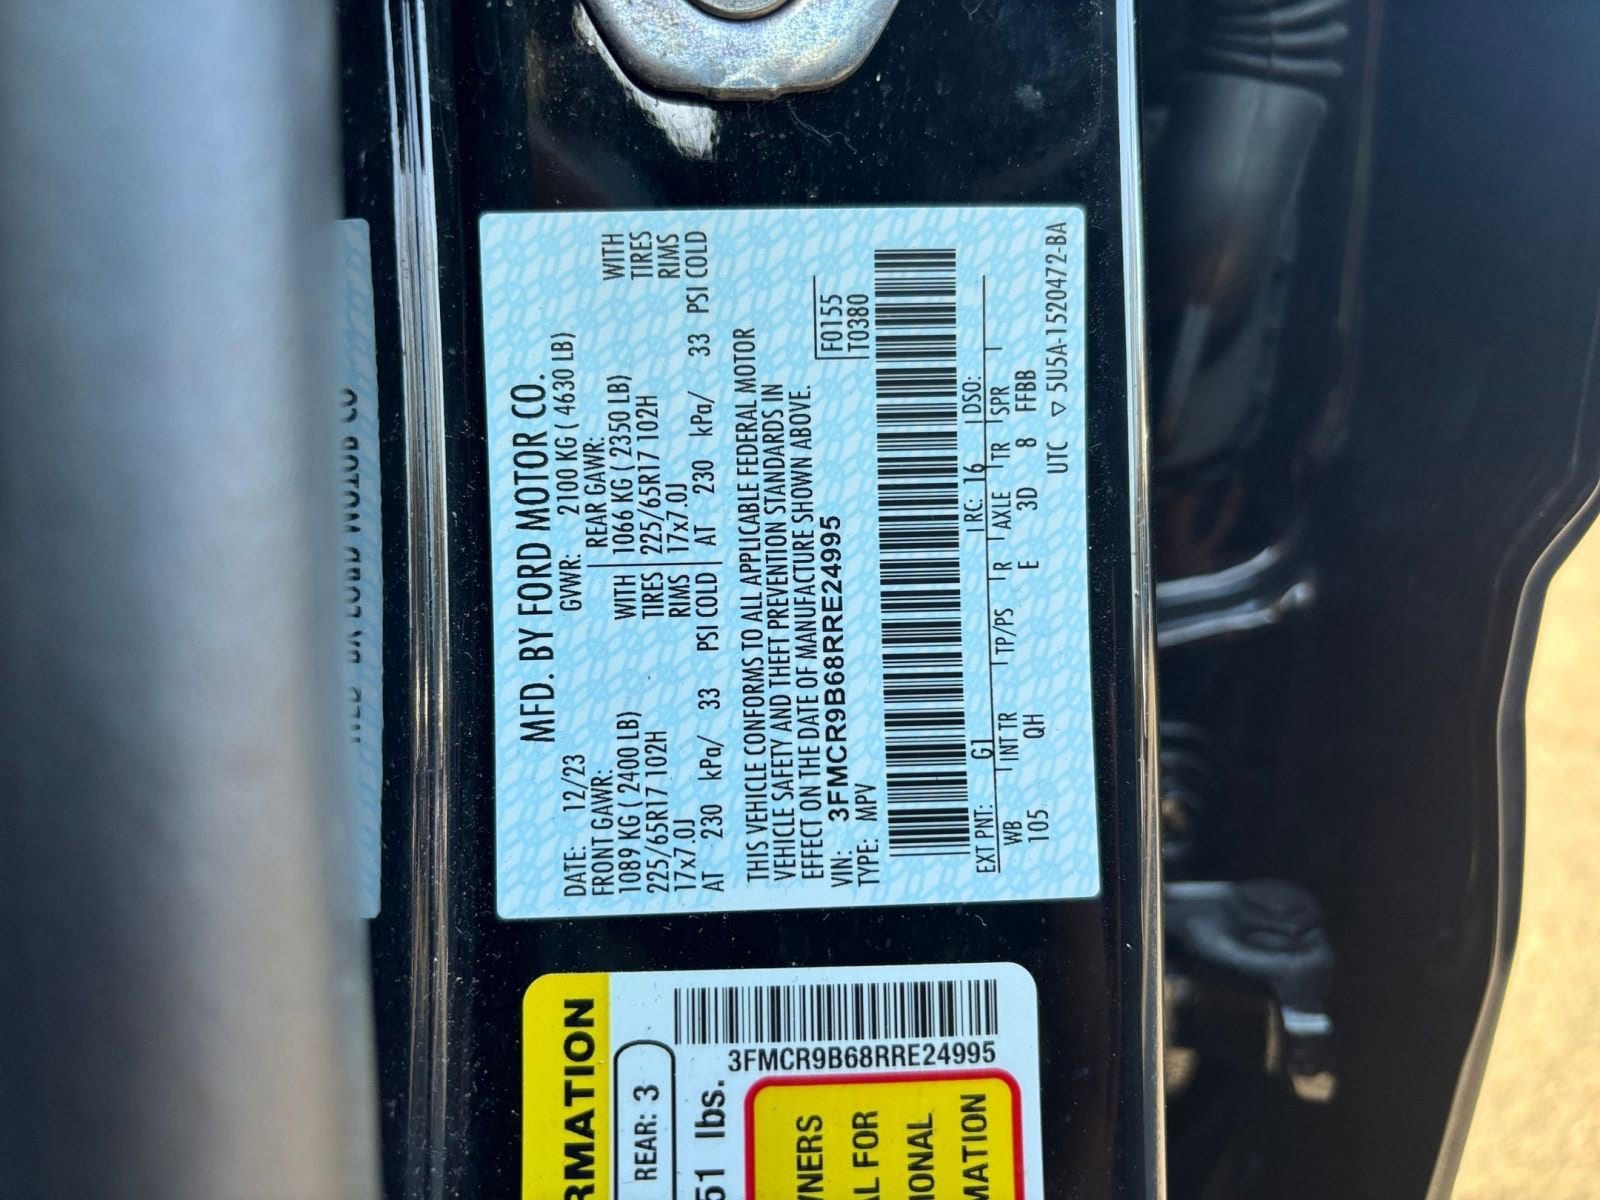 MFD. BY FORD MOTOR CO.
DATE: 12/23 GVWR: 2100 KG ( 4630 LB)
FRONT GAWR: REAR GAWR:
1089 KG ( 2400 LB) WITH 1066 KG ( 2350 LB) WITH
225/65R17 102H TIRES 225/65R17 102H TIRES
17x7.0J RIMS 17x7.0J RIMS
AT 230 kPa/ 33 PSI COLD AT 230 kPa/ 33 PSI COLD
THIS VEHICLE CONFORMS TO ALL APPLICABLE FEDERAL MOTOR
VEHICLE SAFETY AND THEFT PREVENTION STANDARDS IN
EFFECT ON THE DATE OF MANUFACTURE SHOWN ABOVE.
VIN: 3FMCR9B68RRE24995 F0155
TYPE: MPV T0380
EXT PNT: G1 RC: 16 DSO:
WB INT TR TP/PS R AXLE TR SPR
105 QH E 3D 8 FFBB
UTC ▽ 5U5A-1520472-BA
RMATION
REAR: 3
51 lbs.
3FMCR9B68RRE24995
WNERS
AL FOR
IONAL
MATION